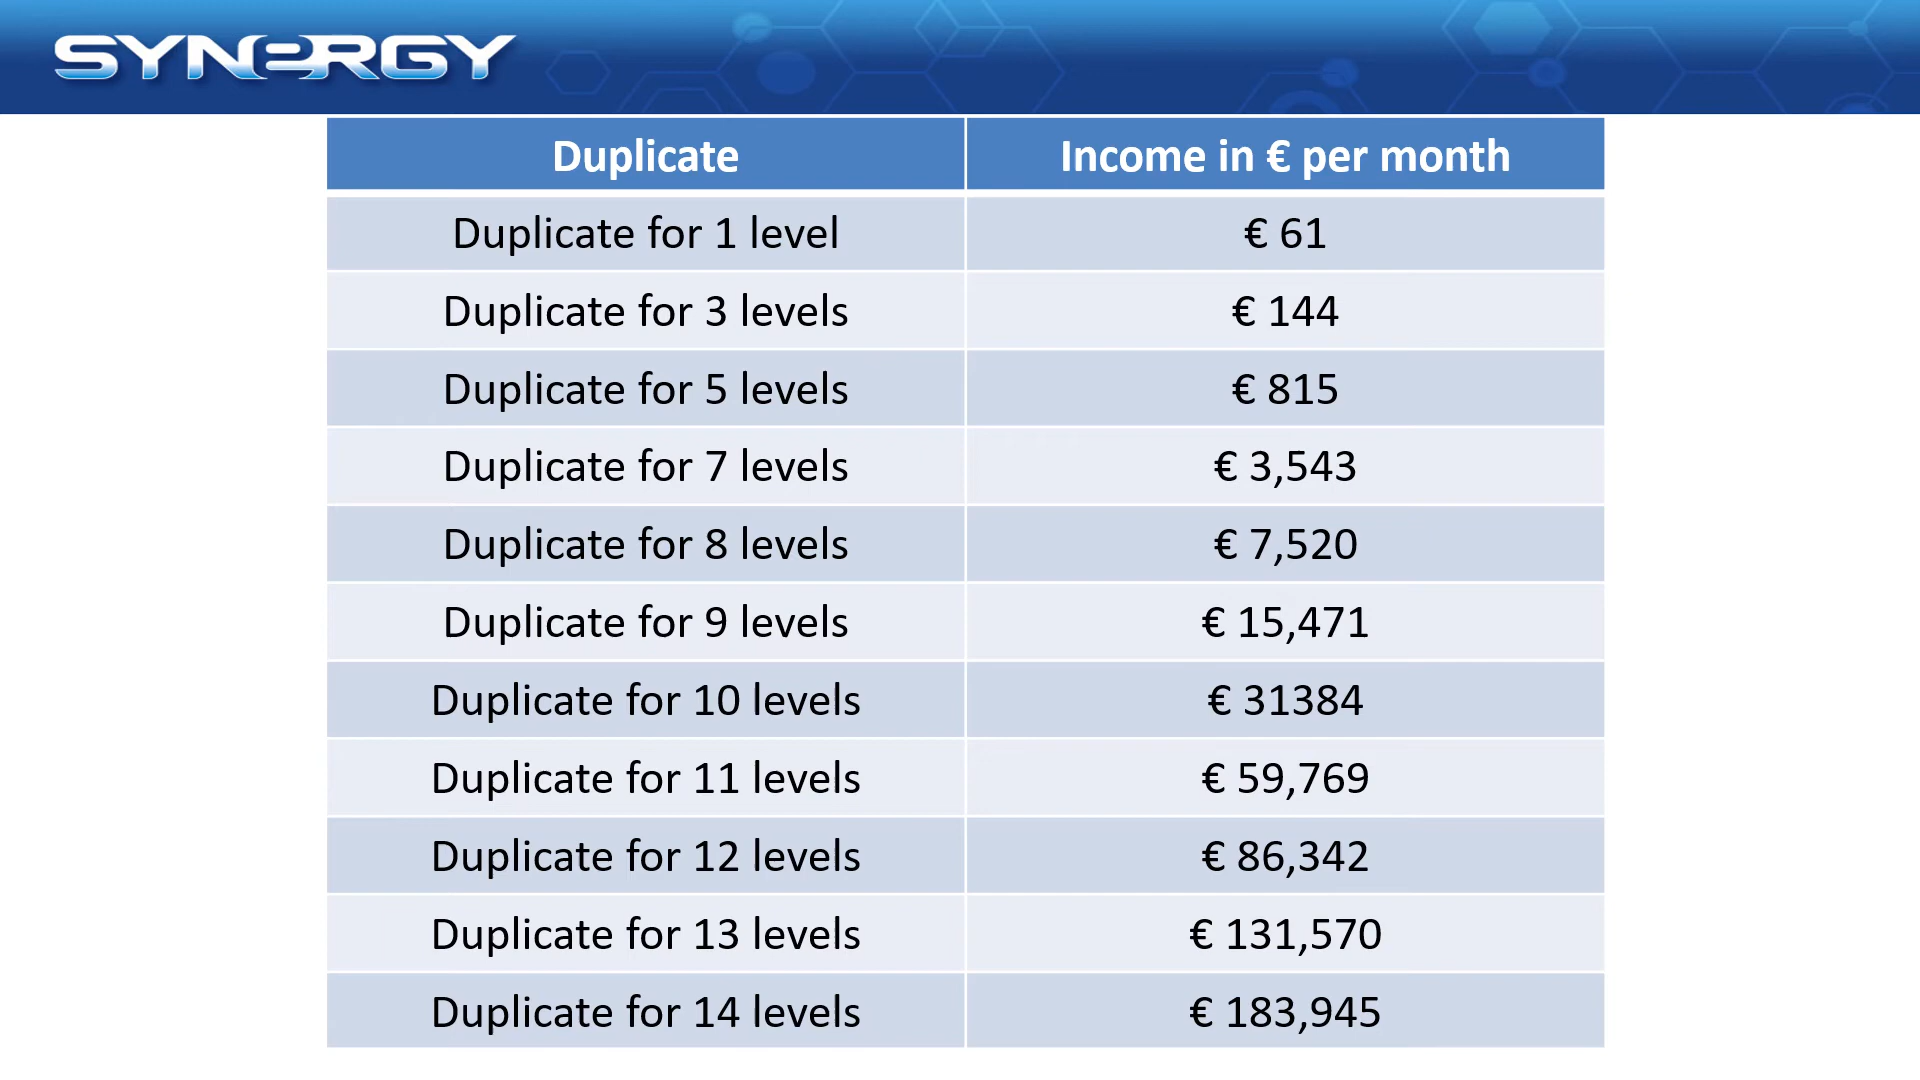 SYNERGY
Duplicate Income in € per month
Duplicate for 1 level € 61
Duplicate for 3 levels € 144
Duplicate for 5 levels € 815
Duplicate for 7 levels € 3,543
Duplicate for 8 levels € 7,520
Duplicate for 9 levels € 15,471
Duplicate for 10 levels € 31384
Duplicate for 11 levels € 59,769
Duplicate for 12 levels € 86,342
Duplicate for 13 levels € 131,570
Duplicate for 14 levels € 183,945